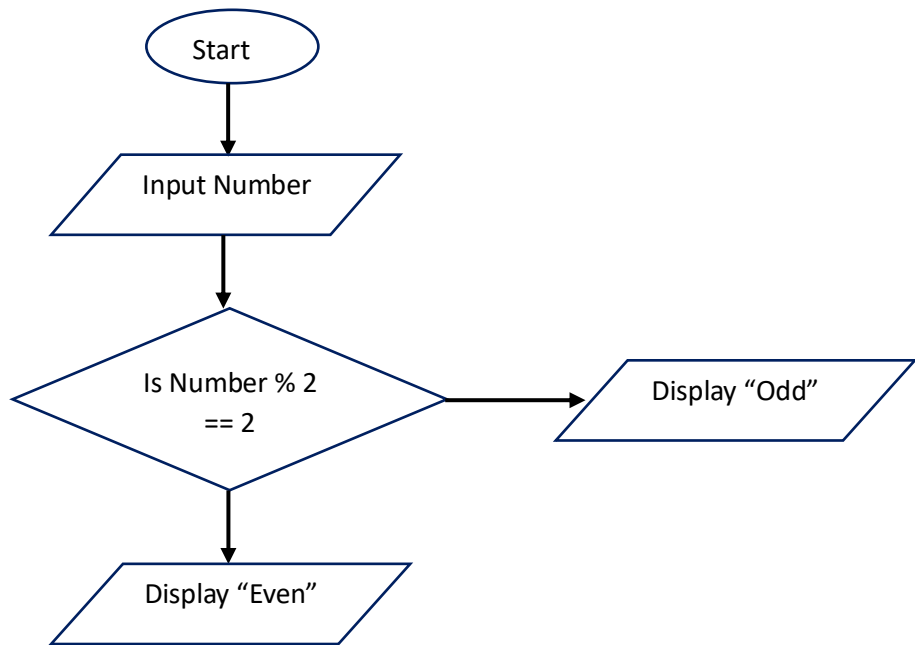 Start
Input Number
Is Number % 2
== 2
Display “Odd”
Display “Even”